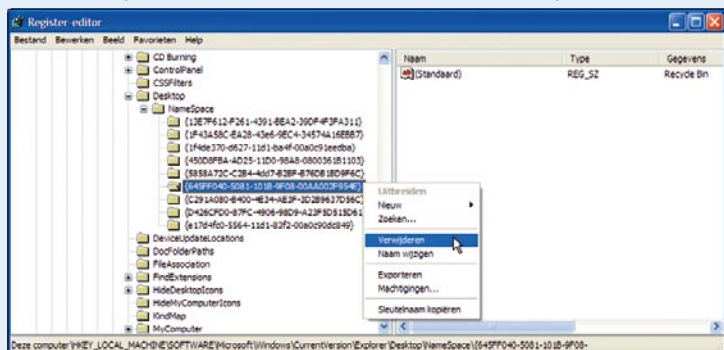 Register-editor
Bestand Bewerken Beeld Favorieten Help
CD Burning
ControlPanel
CSSFilters
Desktop
NameSpace
{13E7F612-F261-4391-BEA2-39DF4F3FA311}
{1F43A58C-EA28-43e6-9EC4-34574A16EBB7}
{1f4de370-d627-11d1-ba4f-00a0c91eedba}
{450D8FBA-AD25-11D0-98A8-0800361B1103}
{5858A72C-C2B4-4dd7-B2BF-B76DB1BD9F6C}
{645FF040-5081-101B-9F08-00AA002F954E}
{C291A080-B400-4E34-AE3F-3D2B9637D56C}
{D426CFD0-87FC-4906-98D9-A23F5D515D61
{e17d4fc0-5564-11d1-83f2-00a0c90dc849}
DeviceUpdateLocations
DocFolderPaths
FileAssociation
FindExtensions
HideDesktopIcons
HideMyComputerIcons
KindMap
MyComputer
Naam Type Gegevens
(Standaard) REG_SZ Recycle Bin
Uitbreiden
Nieuw
Zoeken...
Verwijderen
Naam wijzigen
Exporteren
Machtigingen...
Sleutelnaam kopiëren
Deze computer\HKEY_LOCAL_MACHINE\SOFTWARE\Microsoft\Windows\CurrentVersion\Explorer\Desktop\NameSpace\{645FF040-5081-101B-9F08-